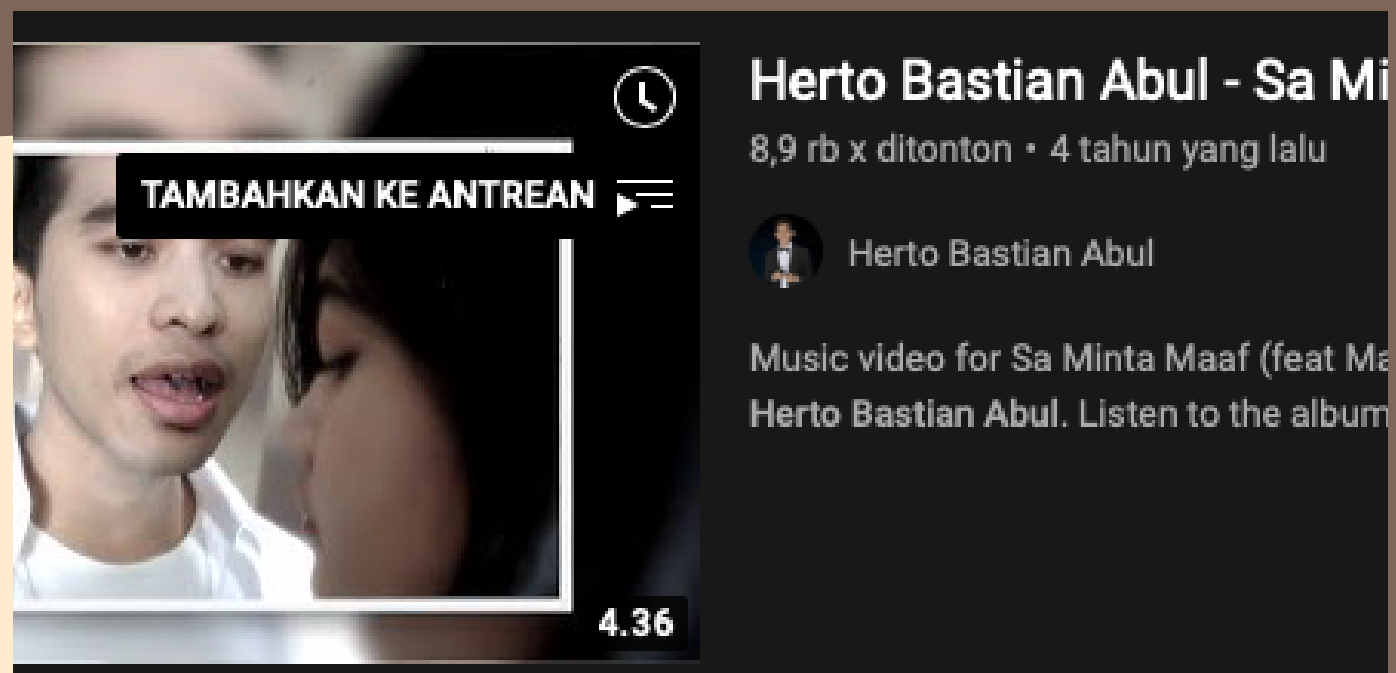 TAMBAHKAN KE ANTREAN
4.36
Herto Bastian Abul - Sa Mi
8,9 rb x ditonton • 4 tahun yang lalu
Herto Bastian Abul
Music video for Sa Minta Maaf (feat Ma
Herto Bastian Abul. Listen to the album